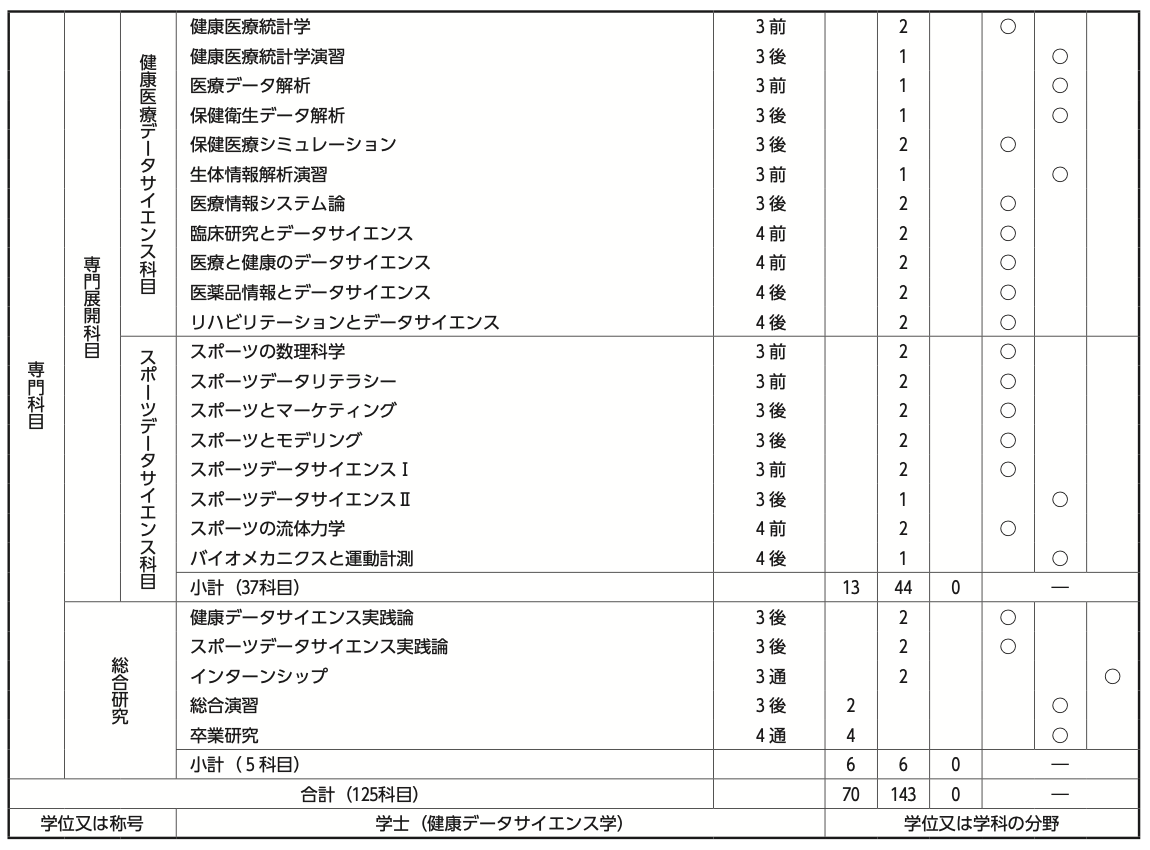 専門科目
専門展開科目
健康医療データサイエンス科目
健康医療統計学 3前 2 ○
健康医療統計学演習 3後 1 ○
医療データ解析 3前 1 ○
保健衛生データ解析 3後 1 ○
保健医療シミュレーション 3後 2 ○
生体情報解析演習 3前 1 ○
医療情報システム論 3後 2 ○
臨床研究とデータサイエンス 4前 2 ○
医療と健康のデータサイエンス 4前 2 ○
医薬品情報とデータサイエンス 4後 2 ○
リハビリテーションとデータサイエンス 4後 2 ○
スポーツデータサイエンス科目
スポーツの数理科学 3前 2 ○
スポーツデータリテラシー 3前 2 ○
スポーツとマーケティング 3後 2 ○
スポーツとモデリング 3後 2 ○
スポーツデータサイエンスⅠ 3前 2 ○
スポーツデータサイエンスⅡ 3後 1 ○
スポーツの流体力学 4前 2 ○
バイオメカニクスと運動計測 4後 1 ○
小計（37科目） 13 44 0 ―
総合研究
健康データサイエンス実践論 3後 2 ○
スポーツデータサイエンス実践論 3後 2 ○
インターンシップ 3通 2 ○
総合演習 3後 2 ○
卒業研究 4通 4 ○
小計（5科目） 6 6 0 ―
合計（125科目） 70 143 0 ―
学位又は称号 学士（健康データサイエンス学） 学位又は学科の分野